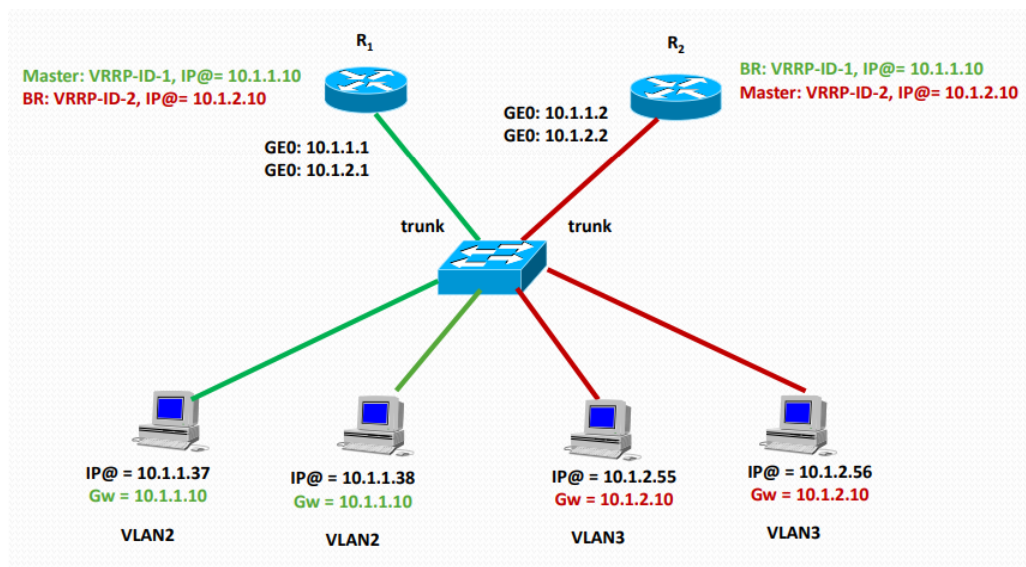 R1
R2
Master: VRRP-ID-1, IP@= 10.1.1.10
BR: VRRP-ID-2, IP@= 10.1.2.10
BR: VRRP-ID-1, IP@= 10.1.1.10
Master: VRRP-ID-2, IP@= 10.1.2.10
GE0: 10.1.1.2
GE0: 10.1.2.2
GE0: 10.1.1.1
GE0: 10.1.2.1
trunk
trunk
IP@ = 10.1.1.37
Gw = 10.1.1.10
VLAN2
IP@ = 10.1.1.38
Gw = 10.1.1.10
VLAN2
IP@ = 10.1.2.55
Gw = 10.1.2.10
VLAN3
IP@ = 10.1.2.56
Gw = 10.1.2.10
VLAN3